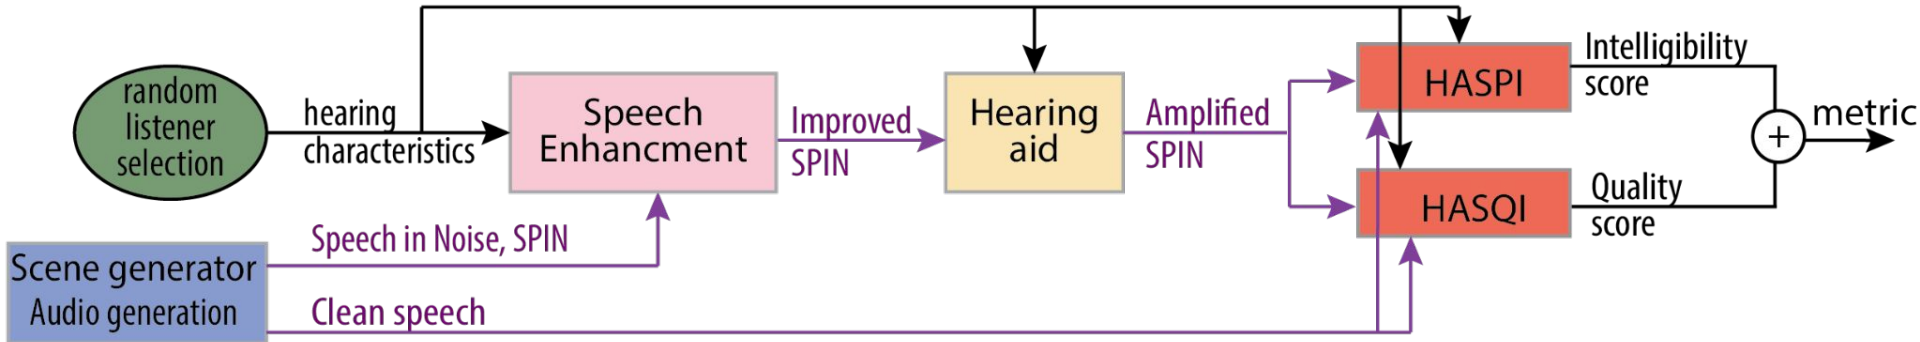 random
listener
selection
hearing
characteristics
Speech
Enhancment
Improved
SPIN
Hearing
aid
Amplified
SPIN
HASPI
Intelligibility
score
HASQI
Quality
score
+
metric
Scene generator
Audio generation
Speech in Noise, SPIN
Clean speech